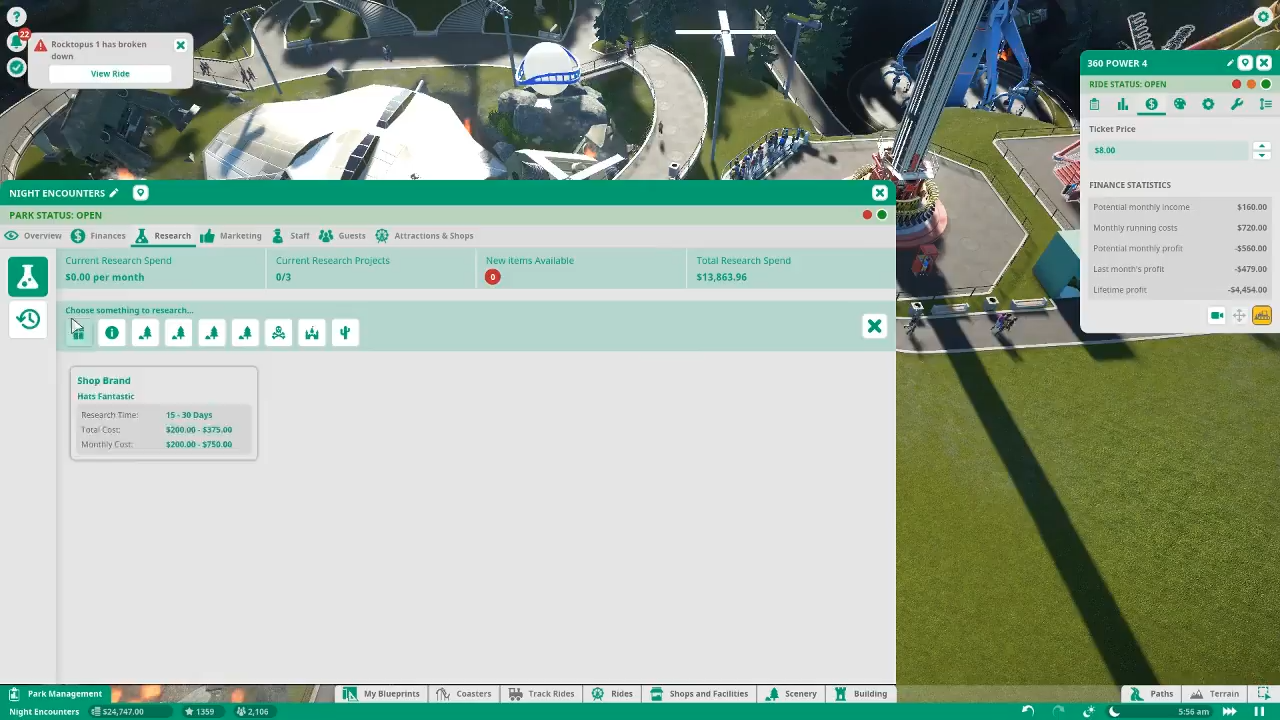 ?
22
Rocktopus 1 has broken
down
View Ride
360 POWER 4
RIDE STATUS: OPEN
Ticket Price
$8.00
FINANCE STATISTICS
Potential monthly income $160.00
Monthly running costs $720.00
Potential monthly profit -$560.00
Last month's profit -$479.00
Lifetime profit -$4,454.00
NIGHT ENCOUNTERS
PARK STATUS: OPEN
Overview Finances Research Marketing Staff Guests Attractions & Shops
Current Research Spend Current Research Projects New items Available Total Research Spend
$0.00 per month 0/3 0 $13,863.96
Choose something to research...
Shop Brand
Hats Fantastic
Research Time: 15 - 30 Days
Total Cost: $200.00 - $375.00
Monthly Cost: $200.00 - $750.00
Park Management My Blueprints Coasters Track Rides Rides Shops and Facilities Scenery Building Paths Terrain
Night Encounters $24,747.00 1359 2,106 5:56 am